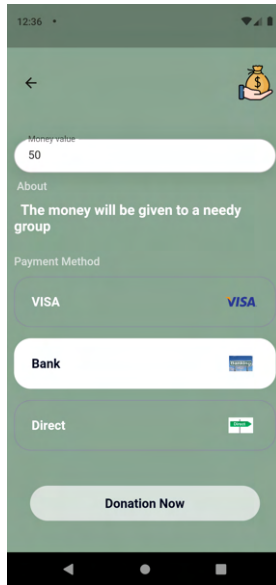 12:36
$
Money value
50
About
The money will be given to a needy
group
Payment Method
VISA VISA
Bank
Direct
Donation Now